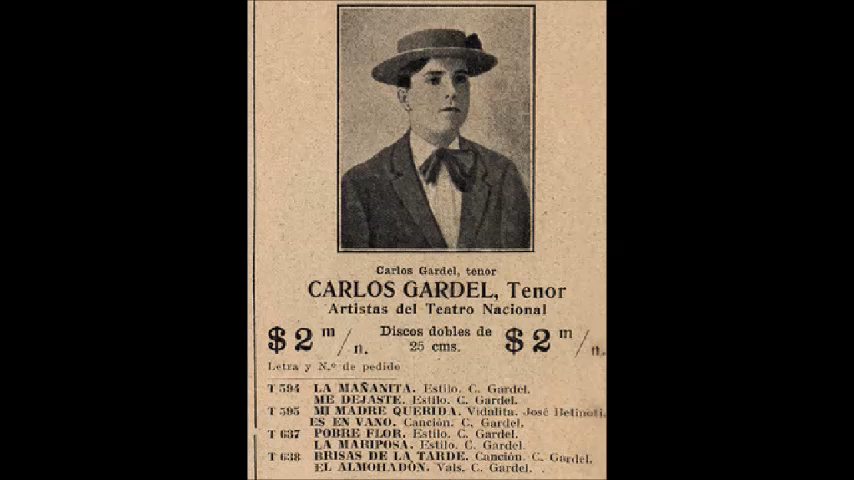 Carlos Gardel, tenor
CARLOS GARDEL, Tenor
Artistas del Teatro Nacional
$ 2 m/n. Discos dobles de 25 cms. $ 2 m/n.
Letra y N.º de pedido
T 594 LA MAÑANITA. Estilo. C. Gardel.
ME DEJASTE. Estilo. C. Gardel.
T 595 MI MADRE QUERIDA. Vidalita. José Betinoti.
ES EN VANO. Canción. C. Gardel.
T 637 POBRE FLOR. Estilo. C. Gardel.
LA MARIPOSA. Estilo. C. Gardel.
T 638 BRISAS DE LA TARDE. Canción. C. Gardel.
EL ALMOHADÓN. Vals. C. Gardel.